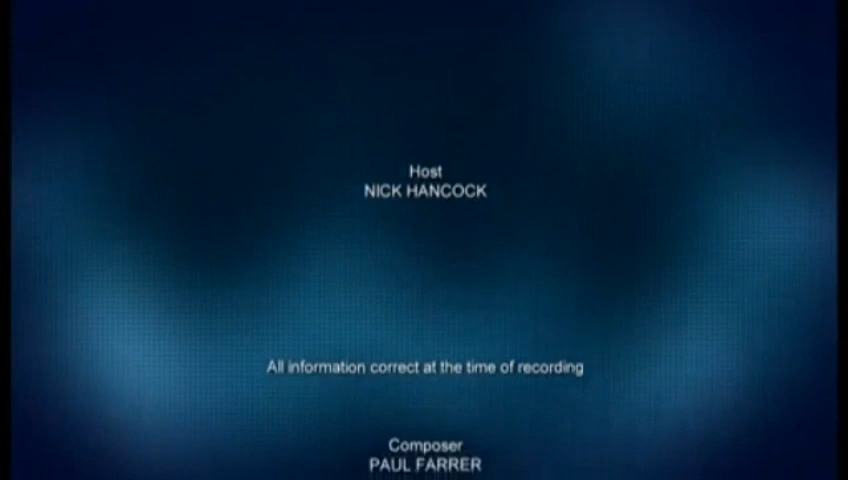 Host
NICK HANCOCK
All information correct at the time of recording
Composer
PAUL FARRER